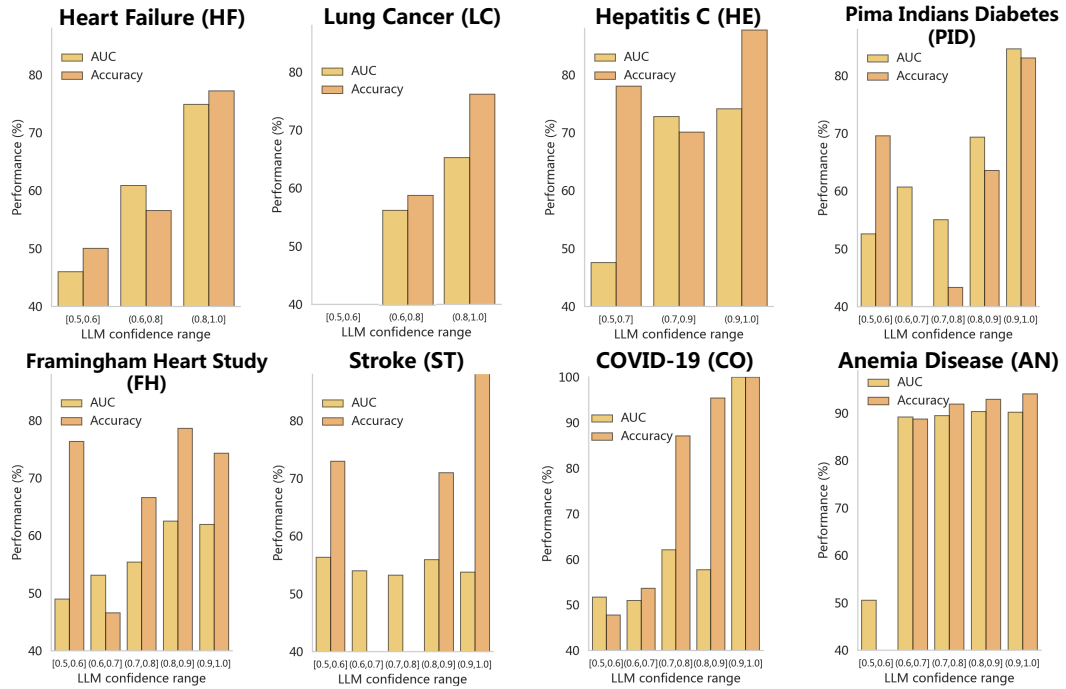 Heart Failure (HF)
AUC
Accuracy
Performance (%)
80
70
60
50
40
[0.5,0.6]
(0.6,0.8]
(0.8,1.0]
LLM confidence range
Lung Cancer (LC)
AUC
Accuracy
Performance (%)
80
70
60
50
40
(0.6,0.8]
(0.8,1.0]
LLM confidence range
Hepatitis C (HE)
AUC
Accuracy
Performance (%)
80
70
60
50
40
[0.5,0.7]
(0.7,0.9]
(0.9,1.0]
LLM confidence range
Pima Indians Diabetes
(PID)
AUC
Accuracy
Performance (%)
80
70
60
50
40
[0.5,0.6]
(0.6,0.7]
(0.7,0.8]
(0.8,0.9]
(0.9,1.0]
LLM confidence range
Framingham Heart Study
(FH)
AUC
Accuracy
Performance (%)
80
70
60
50
40
[0.5,0.6]
(0.6,0.7]
(0.7,0.8]
(0.8,0.9]
(0.9,1.0]
LLM confidence range
Stroke (ST)
AUC
Accuracy
Performance (%)
80
70
60
50
40
[0.5,0.6]
(0.6,0.7]
(0.7,0.8]
(0.8,0.9]
(0.9,1.0]
LLM confidence range
COVID-19 (CO)
AUC
Accuracy
Performance (%)
100
90
80
70
60
50
40
[0.5,0.6]
(0.6,0.7]
(0.7,0.8]
(0.8,0.9]
(0.9,1.0]
LLM confidence range
Anemia Disease (AN)
AUC
Accuracy
Performance (%)
90
80
70
60
50
40
[0.5,0.6]
(0.6,0.7]
(0.7,0.8]
(0.8,0.9]
(0.9,1.0]
LLM confidence range